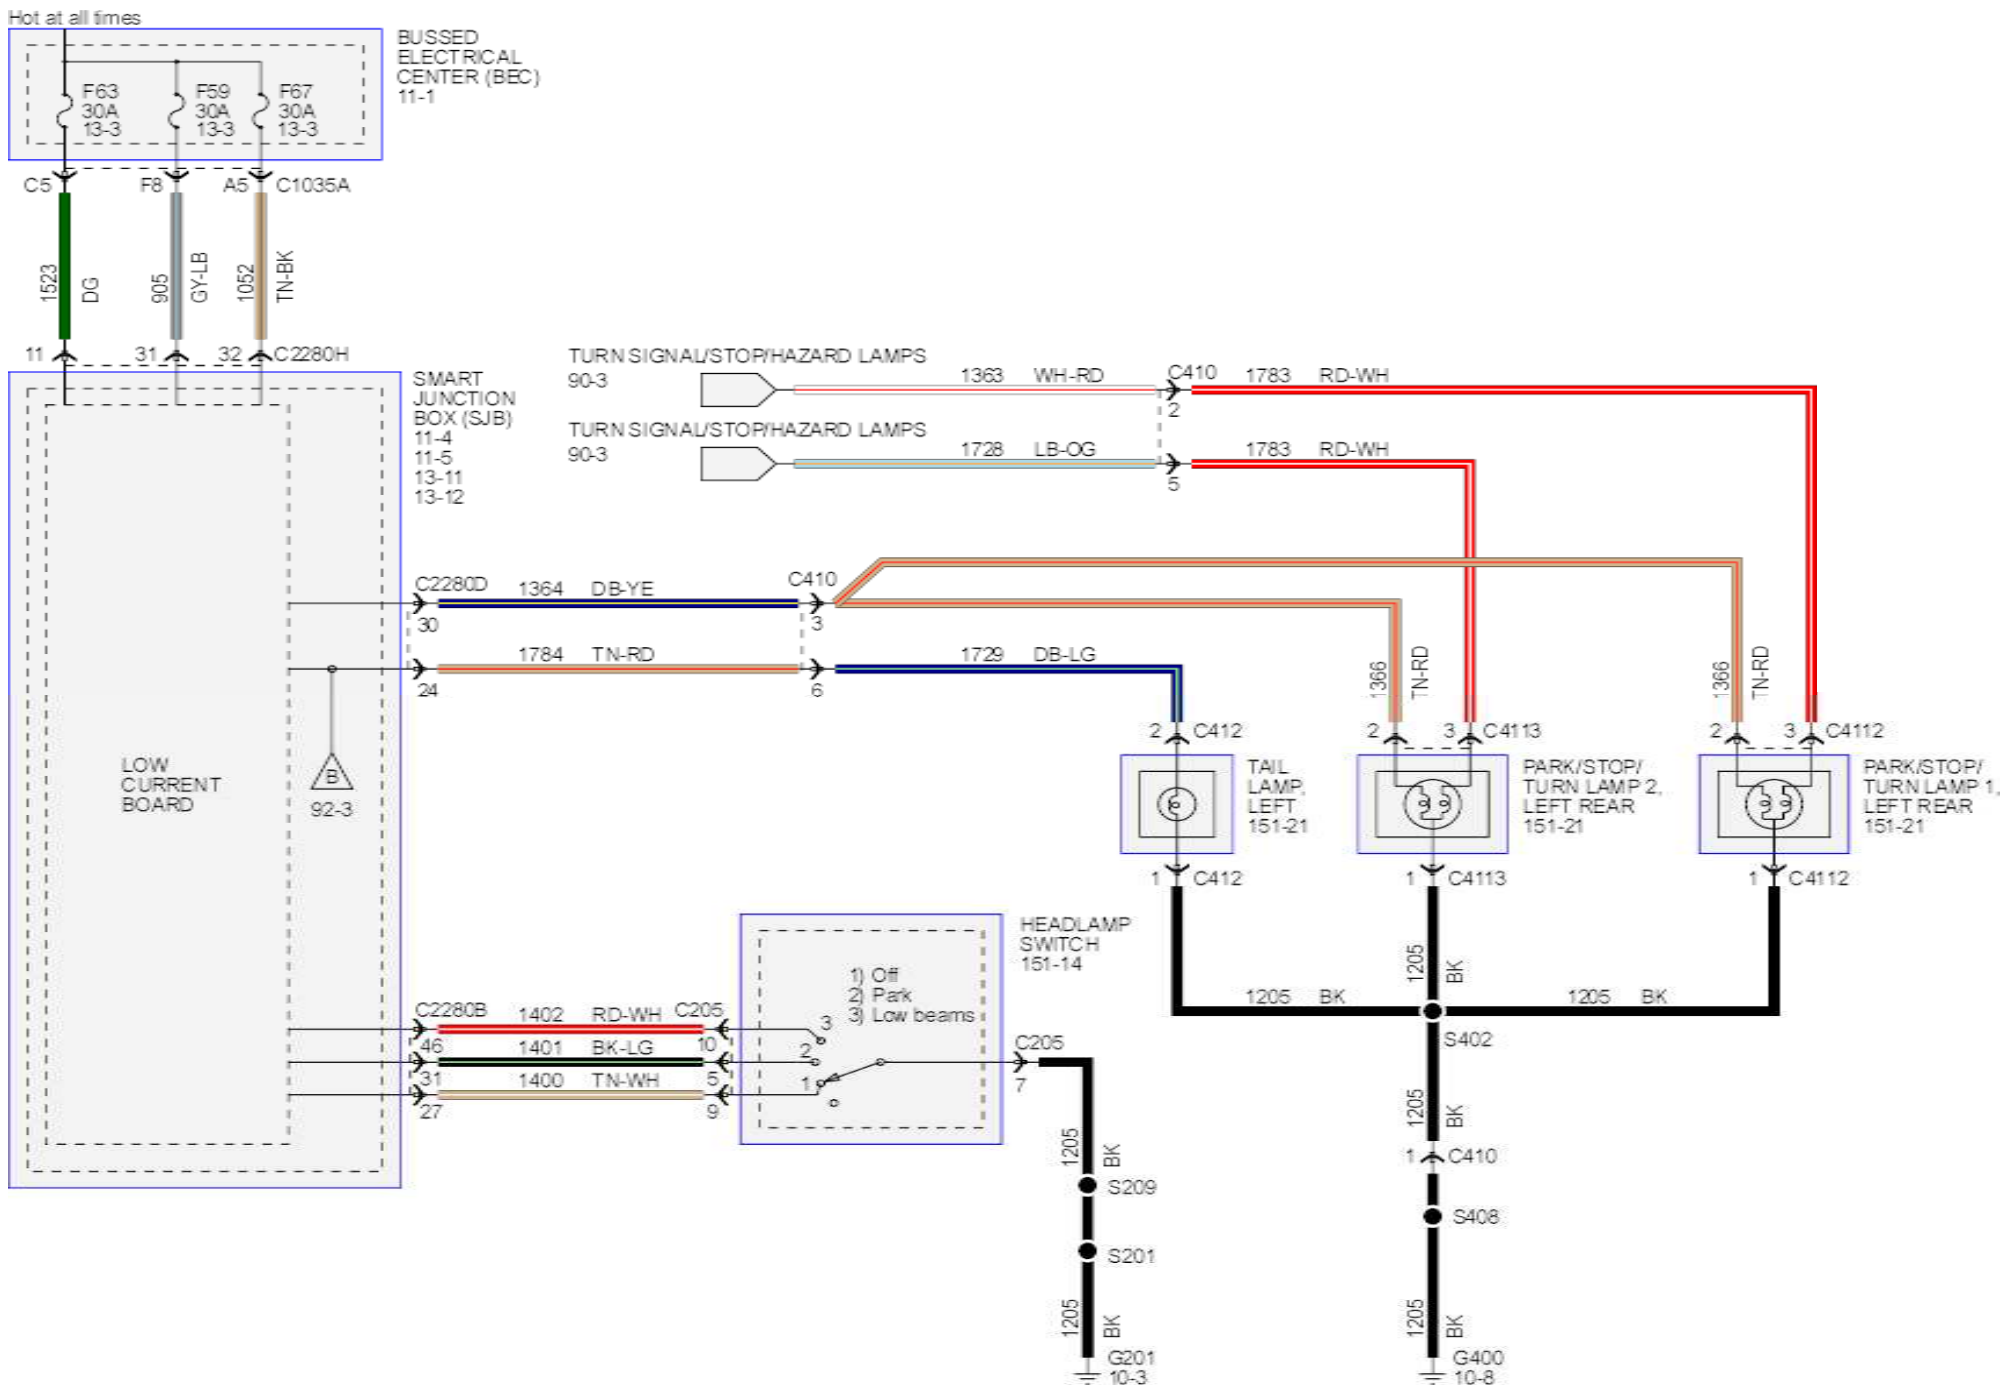 Hot at all times
BUSSED
ELECTRICAL
CENTER (BEC)
11-1
F63
30A
13-3
F59
30A
13-3
F67
30A
13-3
C5
F8
A5
C1035A
1523
DG
905
GY-LB
1052
TN-BK
11
31
32
C2280H
SMART
JUNCTION
BOX (SJB)
11-4
11-5
13-11
13-12
TURN SIGNAL/STOP/HAZARD LAMPS
90-3
1363 WH-RD
C410
2
1783 RD-WH
TURN SIGNAL/STOP/HAZARD LAMPS
90-3
1728 LB-OG
5
1783 RD-WH
C2280D
30
1364 DB-YE
C410
3
24
1784 TN-RD
6
1729 DB-LG
1366
TN-RD
1366
TN-RD
2 C412
2
3 C4113
2
3 C4112
LOW
CURRENT
BOARD
B
92-3
TAIL
LAMP,
LEFT
151-21
PARK/STOP/
TURN LAMP 2,
LEFT REAR
151-21
PARK/STOP/
TURN LAMP 1,
LEFT REAR
151-21
1 C412
1 C4113
1 C4112
HEADLAMP
SWITCH
151-14
1) Off
2) Park
3) Low beams
3
2
1
C2280B
46
1402 RD-WH
C205
10
31
1401 BK-LG
5
27
1400 TN-WH
9
C205
7
1205
BK
1205 BK
1205 BK
S402
1205
BK
1 C410
S408
1205
BK
G400
10-8
1205
BK
S209
S201
1205
BK
G201
10-3